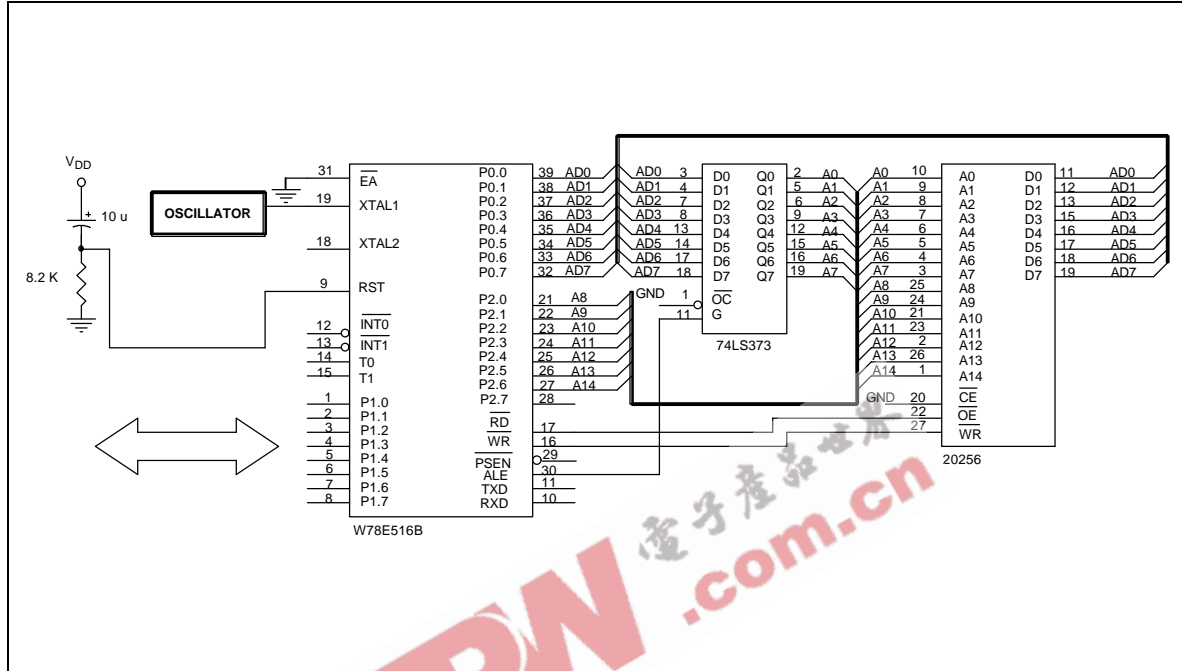 VDD
10 u
8.2 K
OSCILLATOR
31 EA
19 XTAL1
18 XTAL2
9 RST
12 INT0
13 INT1
14 T0
15 T1
1 P1.0
2 P1.1
3 P1.2
4 P1.3
5 P1.4
6 P1.5
7 P1.6
8 P1.7
P0.0 39 AD0
P0.1 38 AD1
P0.2 37 AD2
P0.3 36 AD3
P0.4 35 AD4
P0.5 34 AD5
P0.6 33 AD6
P0.7 32 AD7
P2.0 21 A8
P2.1 22 A9
P2.2 23 A10
P2.3 24 A11
P2.4 25 A12
P2.5 26 A13
P2.6 27 A14
P2.7 28
RD 17
WR 16
PSEN 29
ALE 30
TXD 11
RXD 10
W78E516B
AD0 3 D0 Q0 2 A0
AD1 4 D1 Q1 5 A1
AD2 7 D2 Q2 6 A2
AD3 8 D3 Q3 9 A3
AD4 13 D4 Q4 12 A4
AD5 14 D5 Q5 15 A5
AD6 17 D6 Q6 16 A6
AD7 18 D7 Q7 19 A7
GND 1 OC
11 G
74LS373
A0 10 A0 D0 11 AD0
A1 9 A1 D1 12 AD1
A2 8 A2 D2 13 AD2
A3 7 A3 D3 15 AD3
A4 6 A4 D4 16 AD4
A5 5 A5 D5 17 AD5
A6 4 A6 D6 18 AD6
A7 3 A7 D7 19 AD7
A8 25 A8
A9 24 A9
A10 21 A10
A11 23 A11
A12 2 A12
A13 26 A13
A14 1 A14
GND 20 CE
22 OE
27 WR
20256
電子產品世界
.com.cn